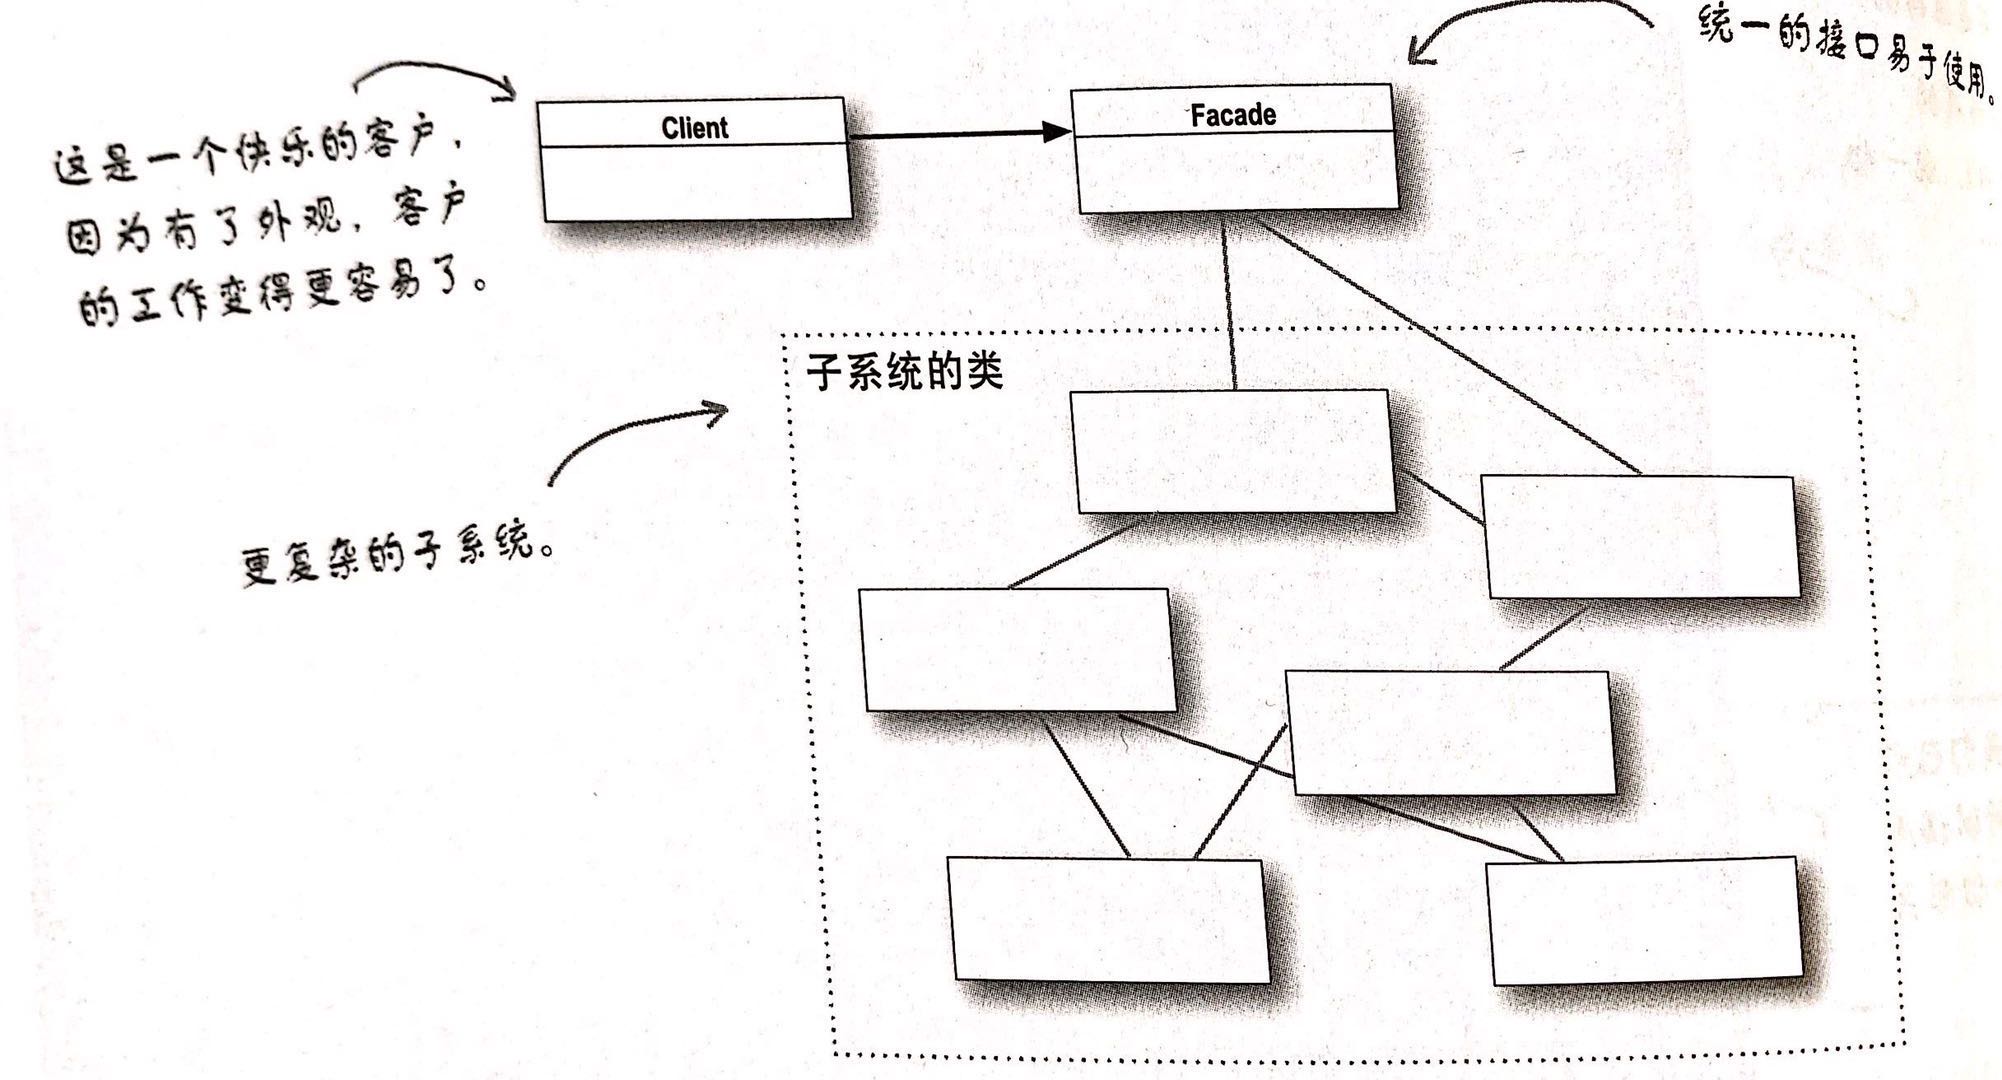 统一的接口易于使用。
Client
Facade
这是一个快乐的客户，
因为有了外观，客户
的工作变得更容易了。
子系统的类
更复杂的子系统。